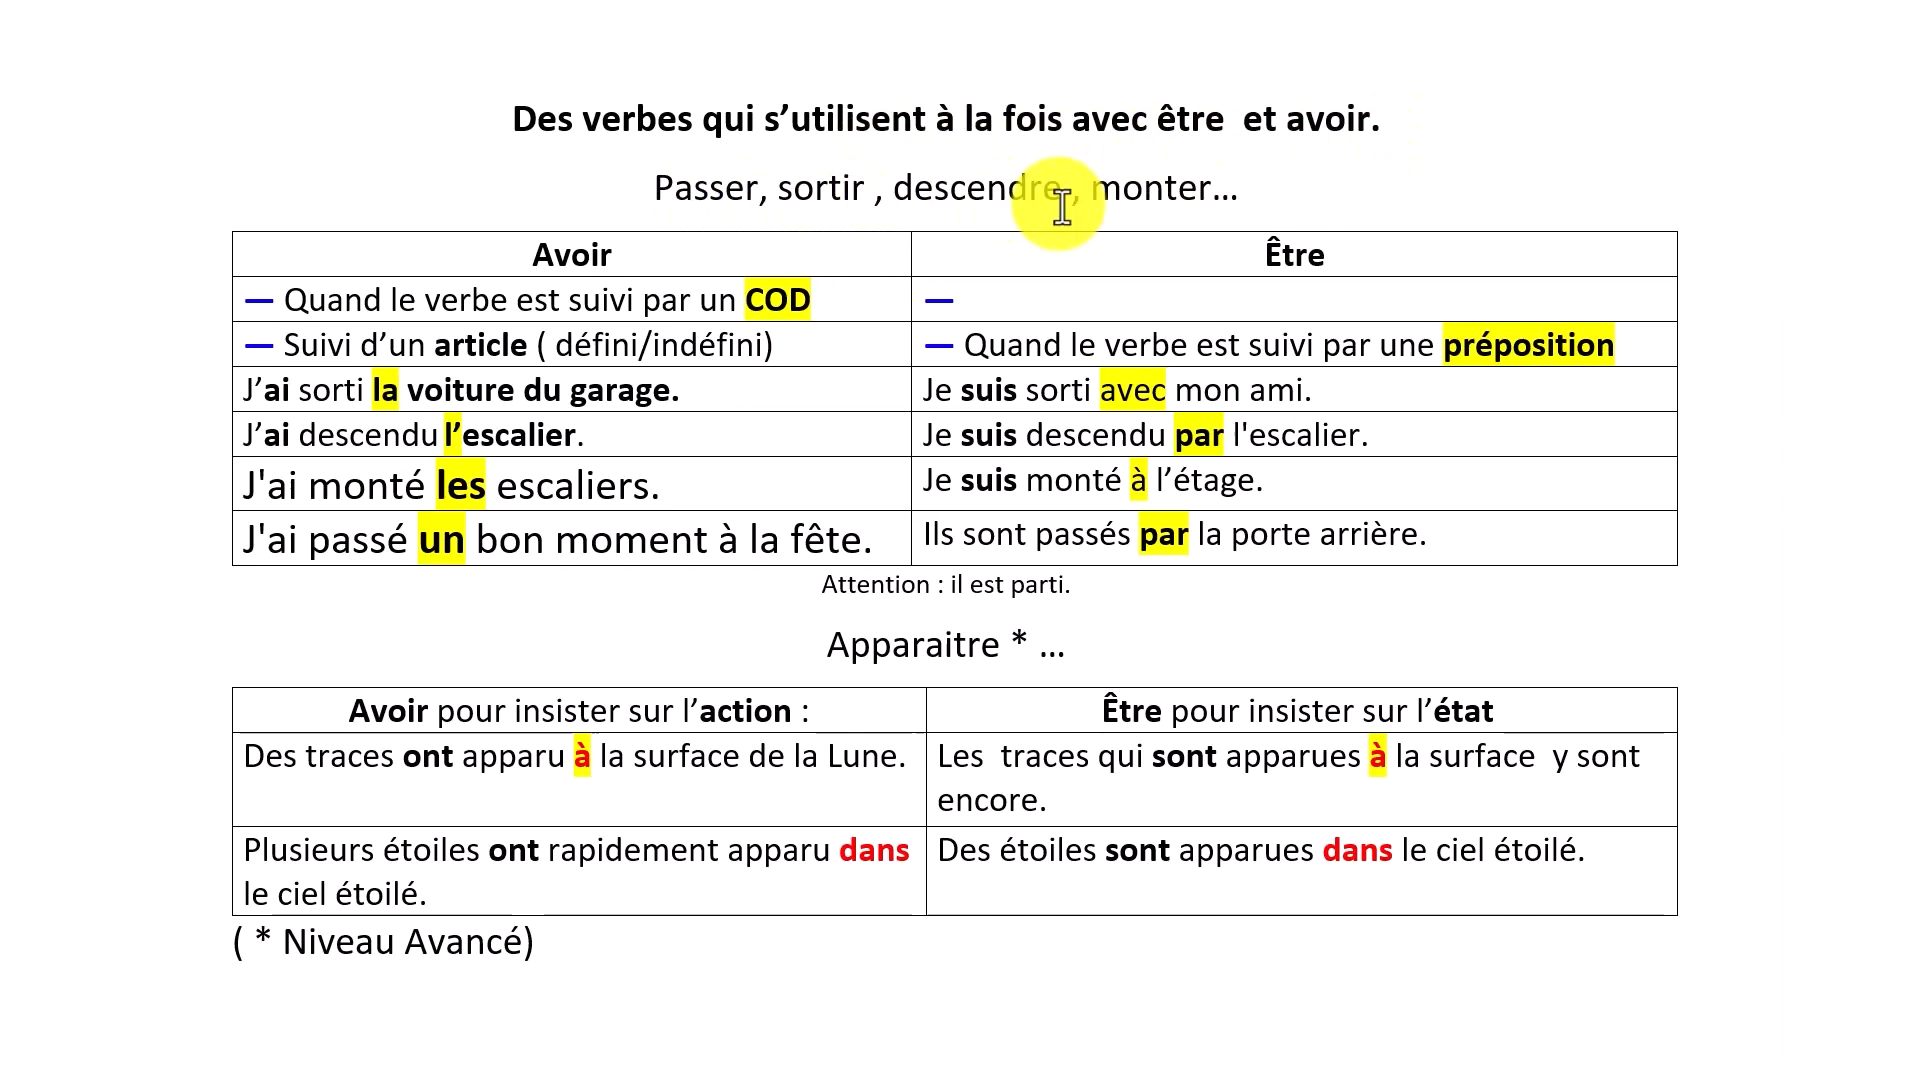 Des verbes qui s’utilisent à la fois avec être  et avoir.
Passer, sortir , descendre , monter…
Avoir
Être
— Quand le verbe est suivi par un COD
—
— Suivi d’un article ( défini/indéfini)
— Quand le verbe est suivi par une préposition
J’ai sorti la voiture du garage.
Je suis sorti avec mon ami.
J’ai descendu l’escalier.
Je suis descendu par l'escalier.
J'ai monté les escaliers.
Je suis monté à l’étage.
J'ai passé un bon moment à la fête.
Ils sont passés par la porte arrière.
Attention : il est parti.
Apparaitre * …
Avoir pour insister sur l’action :
Être pour insister sur l’état
Des traces ont apparu à la surface de la Lune.
Les  traces qui sont apparues à la surface  y sont
encore.
Plusieurs étoiles ont rapidement apparu dans
le ciel étoilé.
Des étoiles sont apparues dans le ciel étoilé.
( * Niveau Avancé)